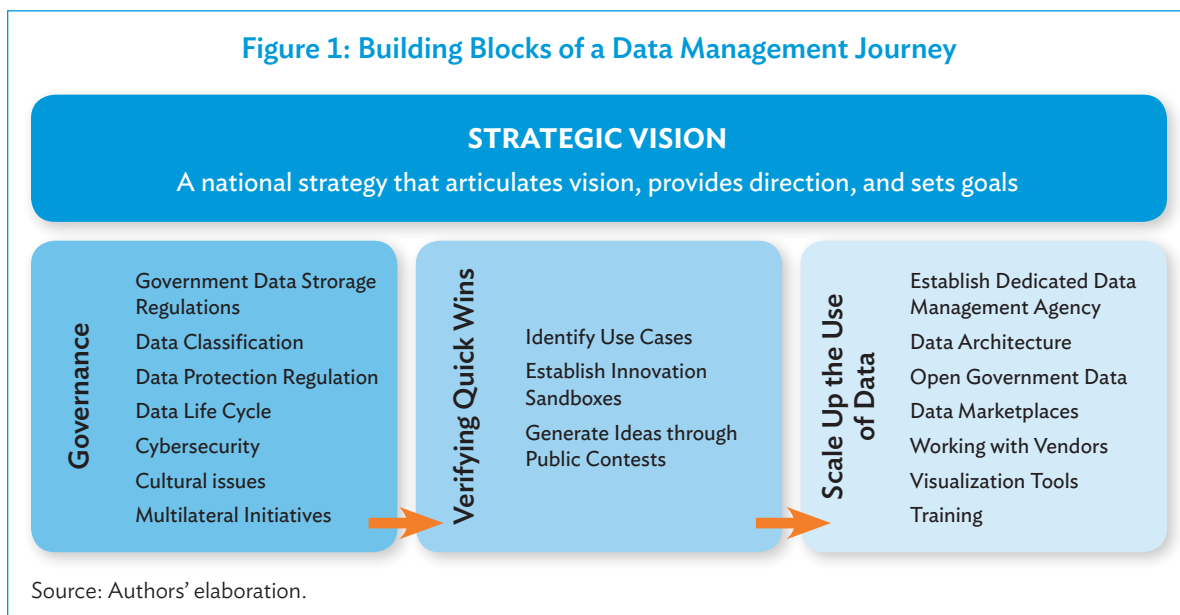 Figure 1: Building Blocks of a Data Management Journey
STRATEGIC VISION
A national strategy that articulates vision, provides direction, and sets goals
Governance
Government Data Strorage
Regulations
Data Classification
Data Protection Regulation
Data Life Cycle
Cybersecurity
Cultural issues
Multilateral Initiatives
Verifying Quick Wins
Identify Use Cases
Establish Innovation
Sandboxes
Generate Ideas through
Public Contests
Scale Up the Use
of Data
Establish Dedicated Data
Management Agency
Data Architecture
Open Government Data
Data Marketplaces
Working with Vendors
Visualization Tools
Training
Source: Authors’ elaboration.